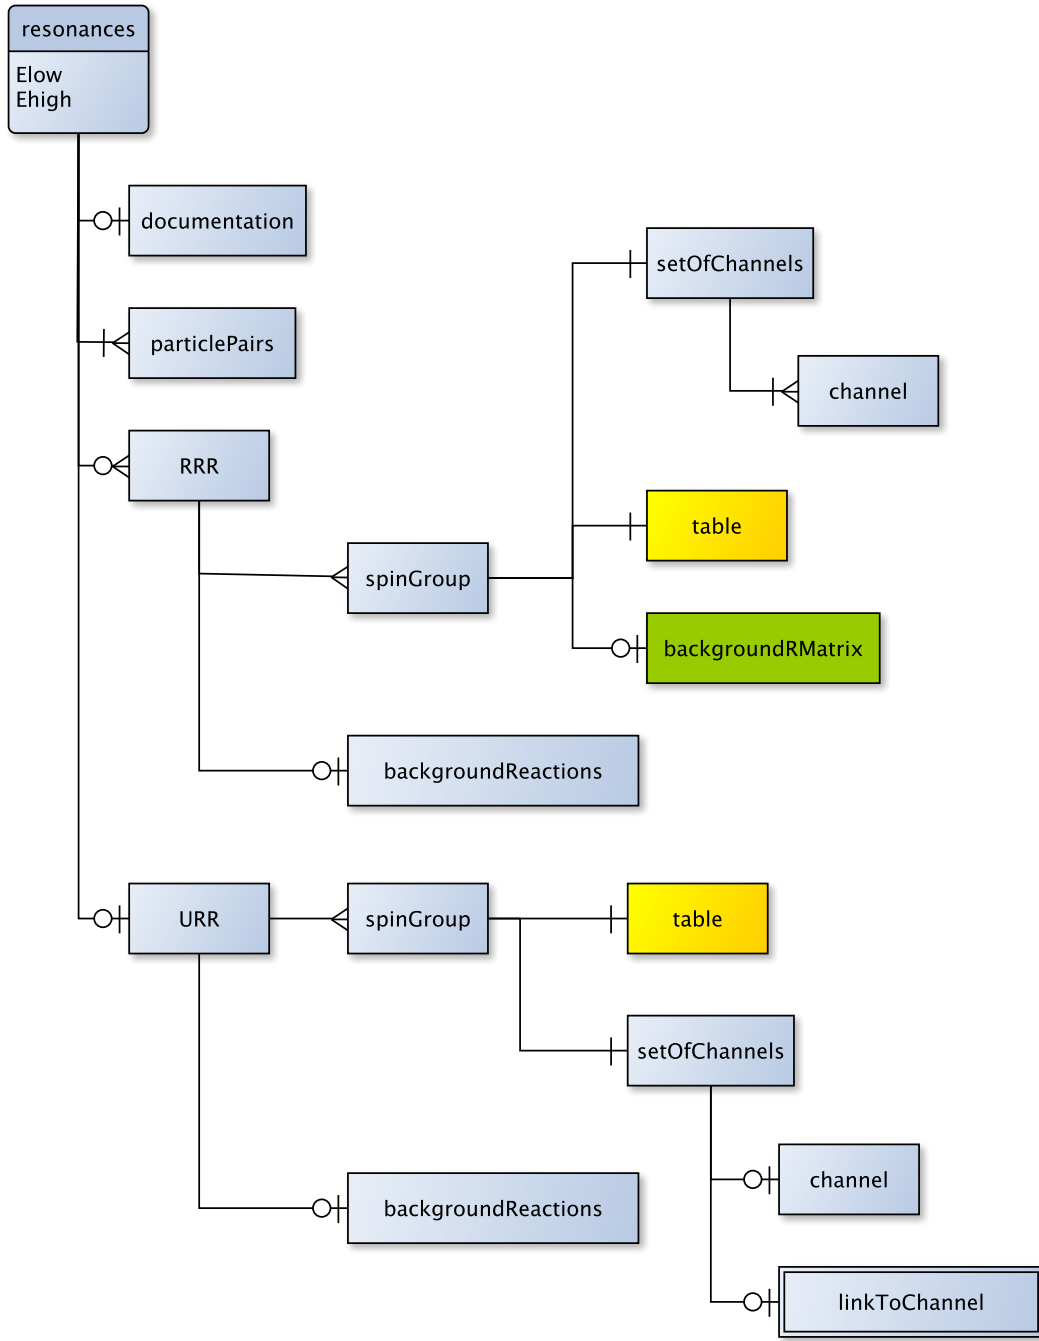 resonances
Elow
Ehigh
documentation
setOfChannels
particlePairs
channel
RRR
table
spinGroup
backgroundRMatrix
backgroundReactions
URR
spinGroup
table
setOfChannels
channel
backgroundReactions
linkToChannel